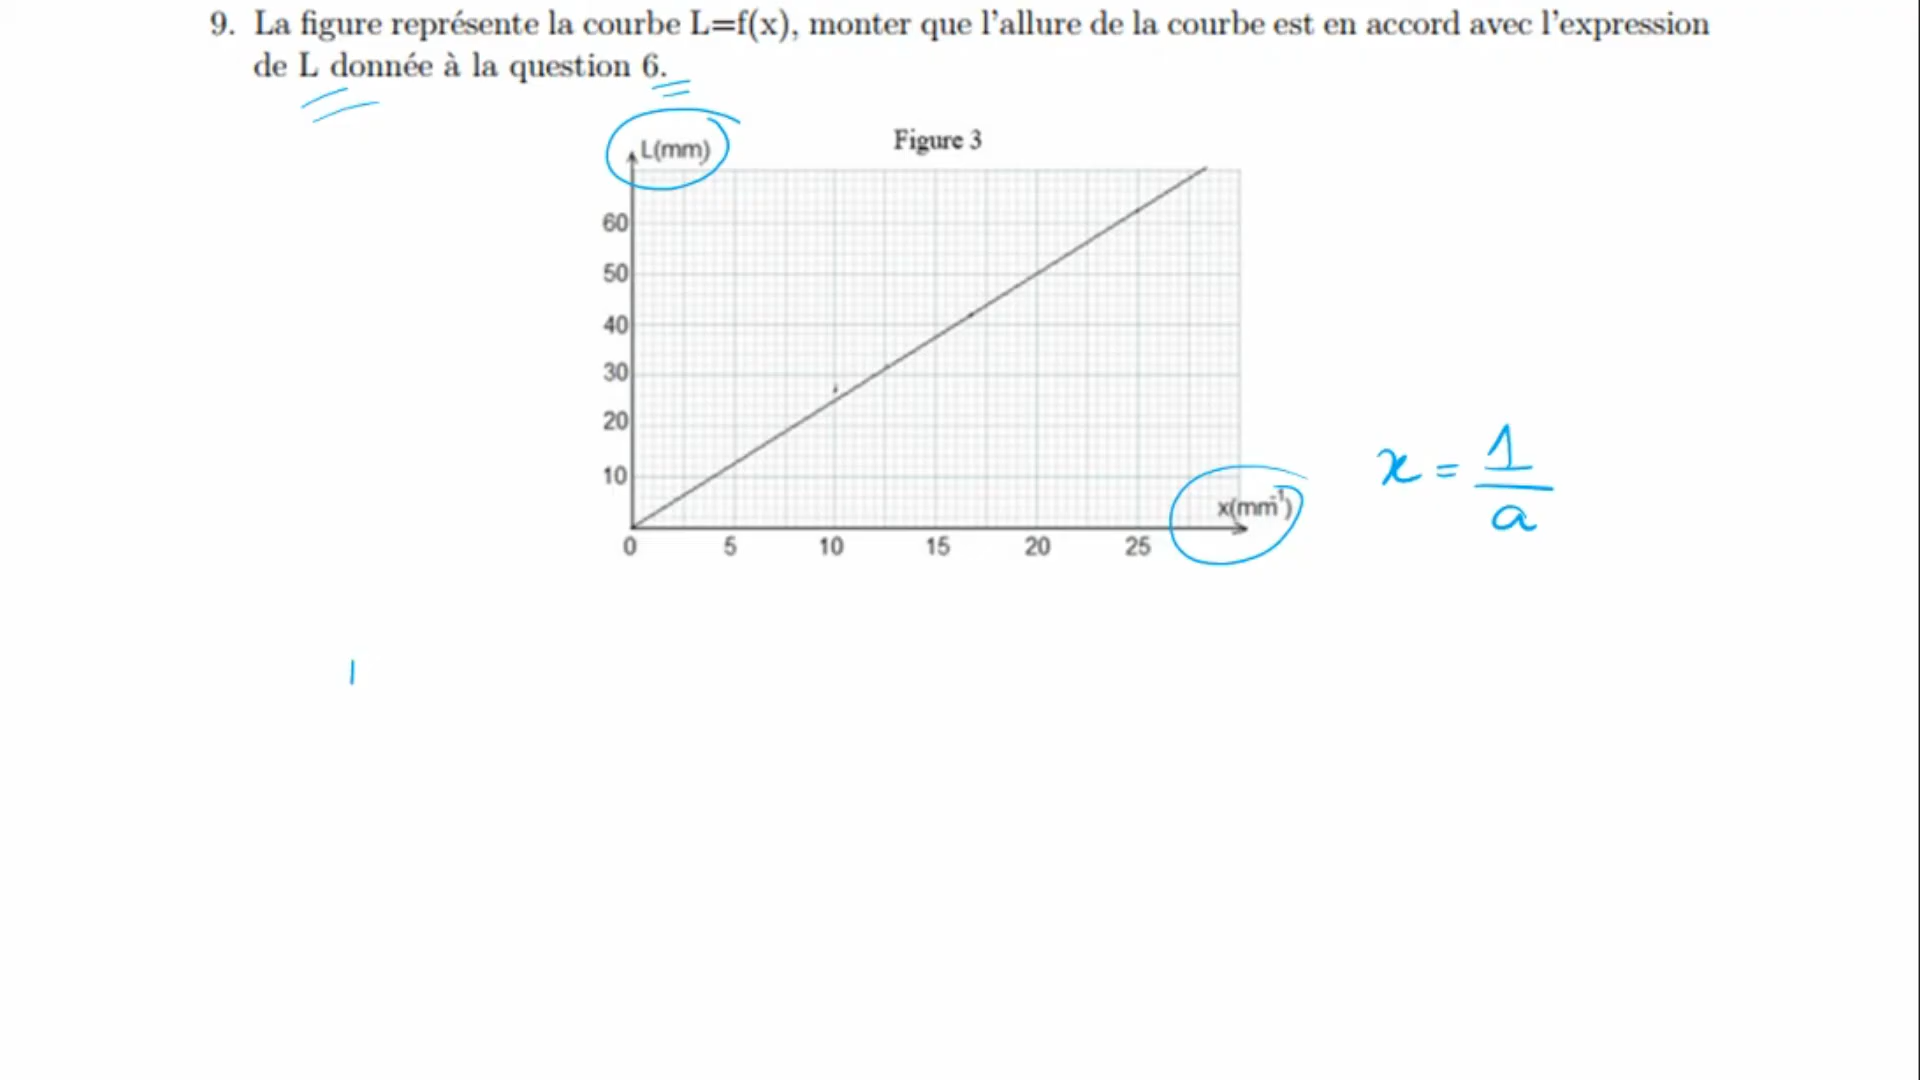 9. La figure représente la courbe L=f(x), monter que l'allure de la courbe est en accord avec l'expression
de L donnée à la question 6.
Figure 3
L(mm)
60
50
40
30
20
10
x(mm⁻¹)
0 5 10 15 20 25
x = 1/a